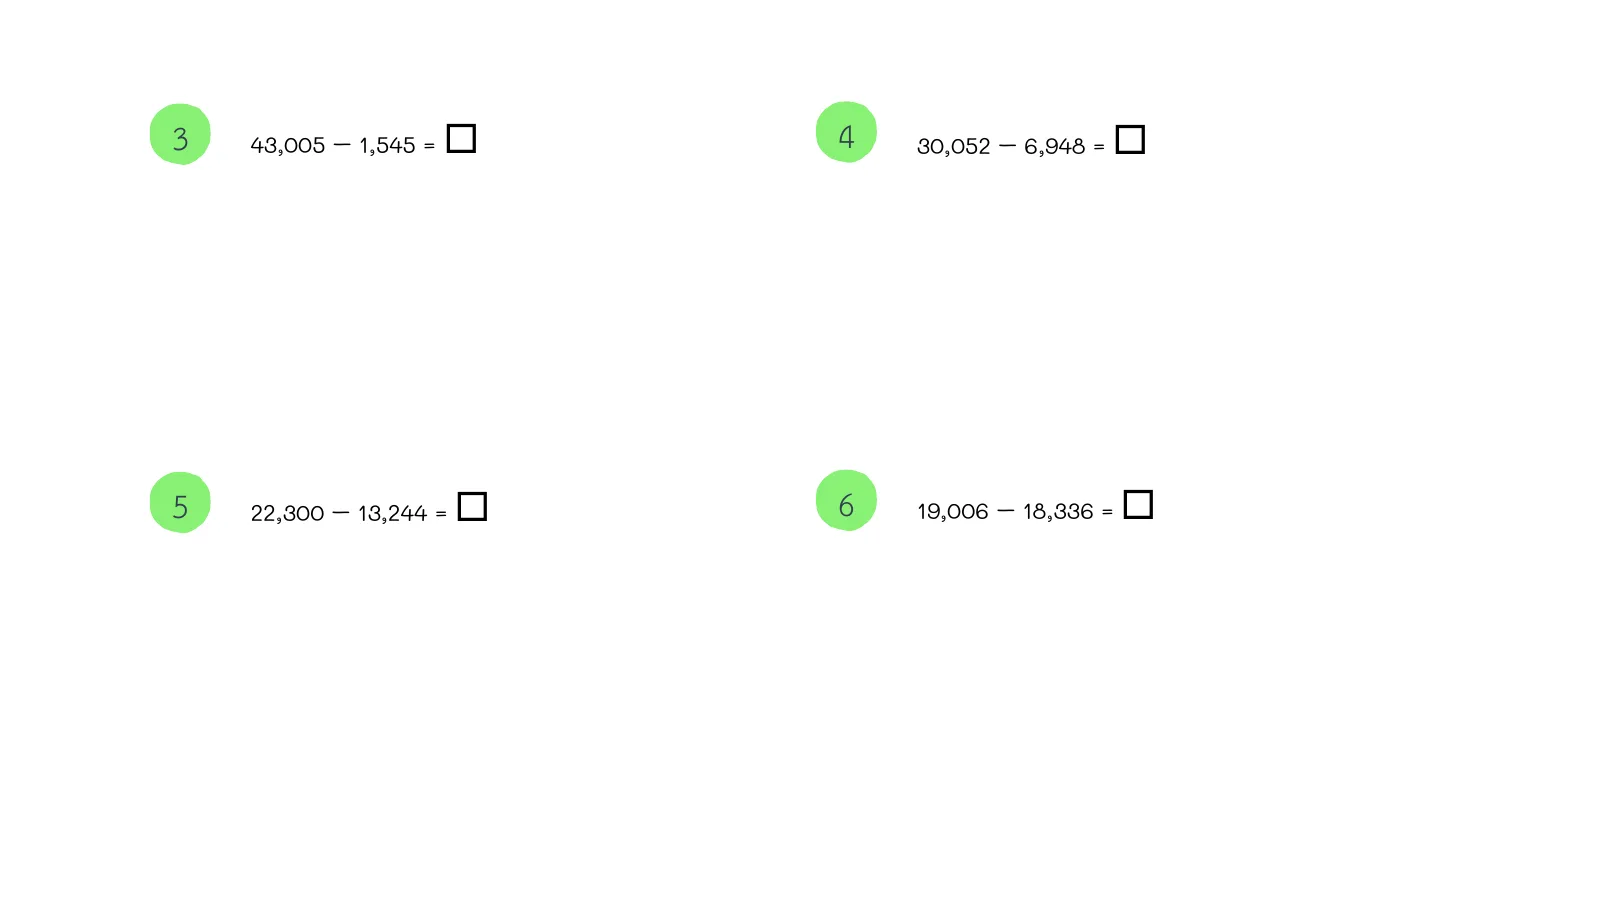 3 43,005 − 1,545 = □
4 30,052 − 6,948 = □
5 22,300 − 13,244 = □
6 19,006 − 18,336 = □